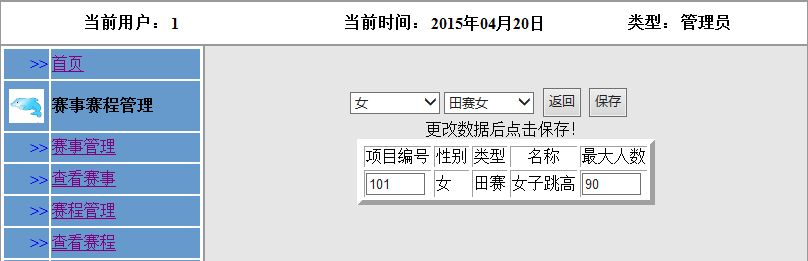 当前用户：1 当前时间：2015年04月20日 类型：管理员
>> 首页
赛事赛程管理
>> 赛事管理
>> 查看赛事
>> 赛程管理
>> 查看赛程
女 田赛女 返回 保存
更改数据后点击保存!
项目编号 性别 类型 名称 最大人数
101 女 田赛 女子跳高 90